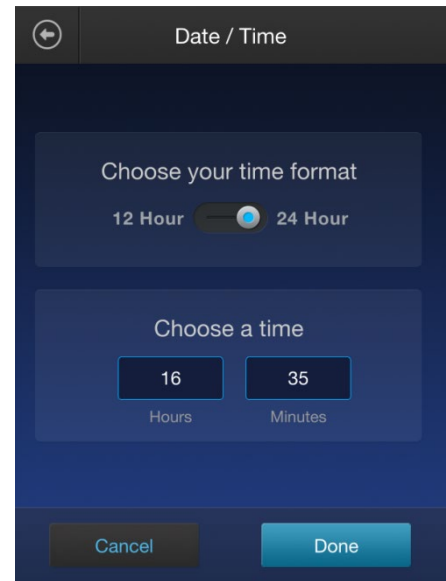 Date / Time
Choose your time format
12 Hour 24 Hour
Choose a time
16 35
Hours Minutes
Cancel Done